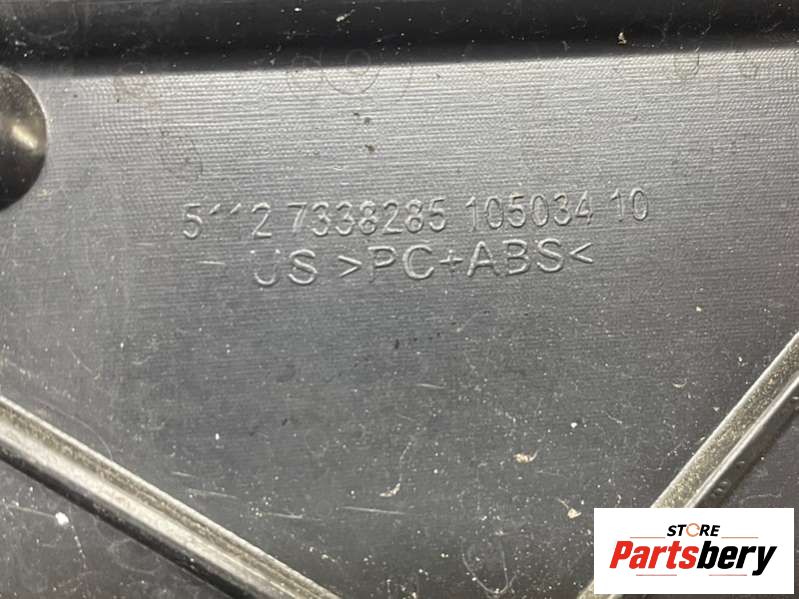 5112 7338285 105034 10
US >PC+ABS<
STORE
Partsbery